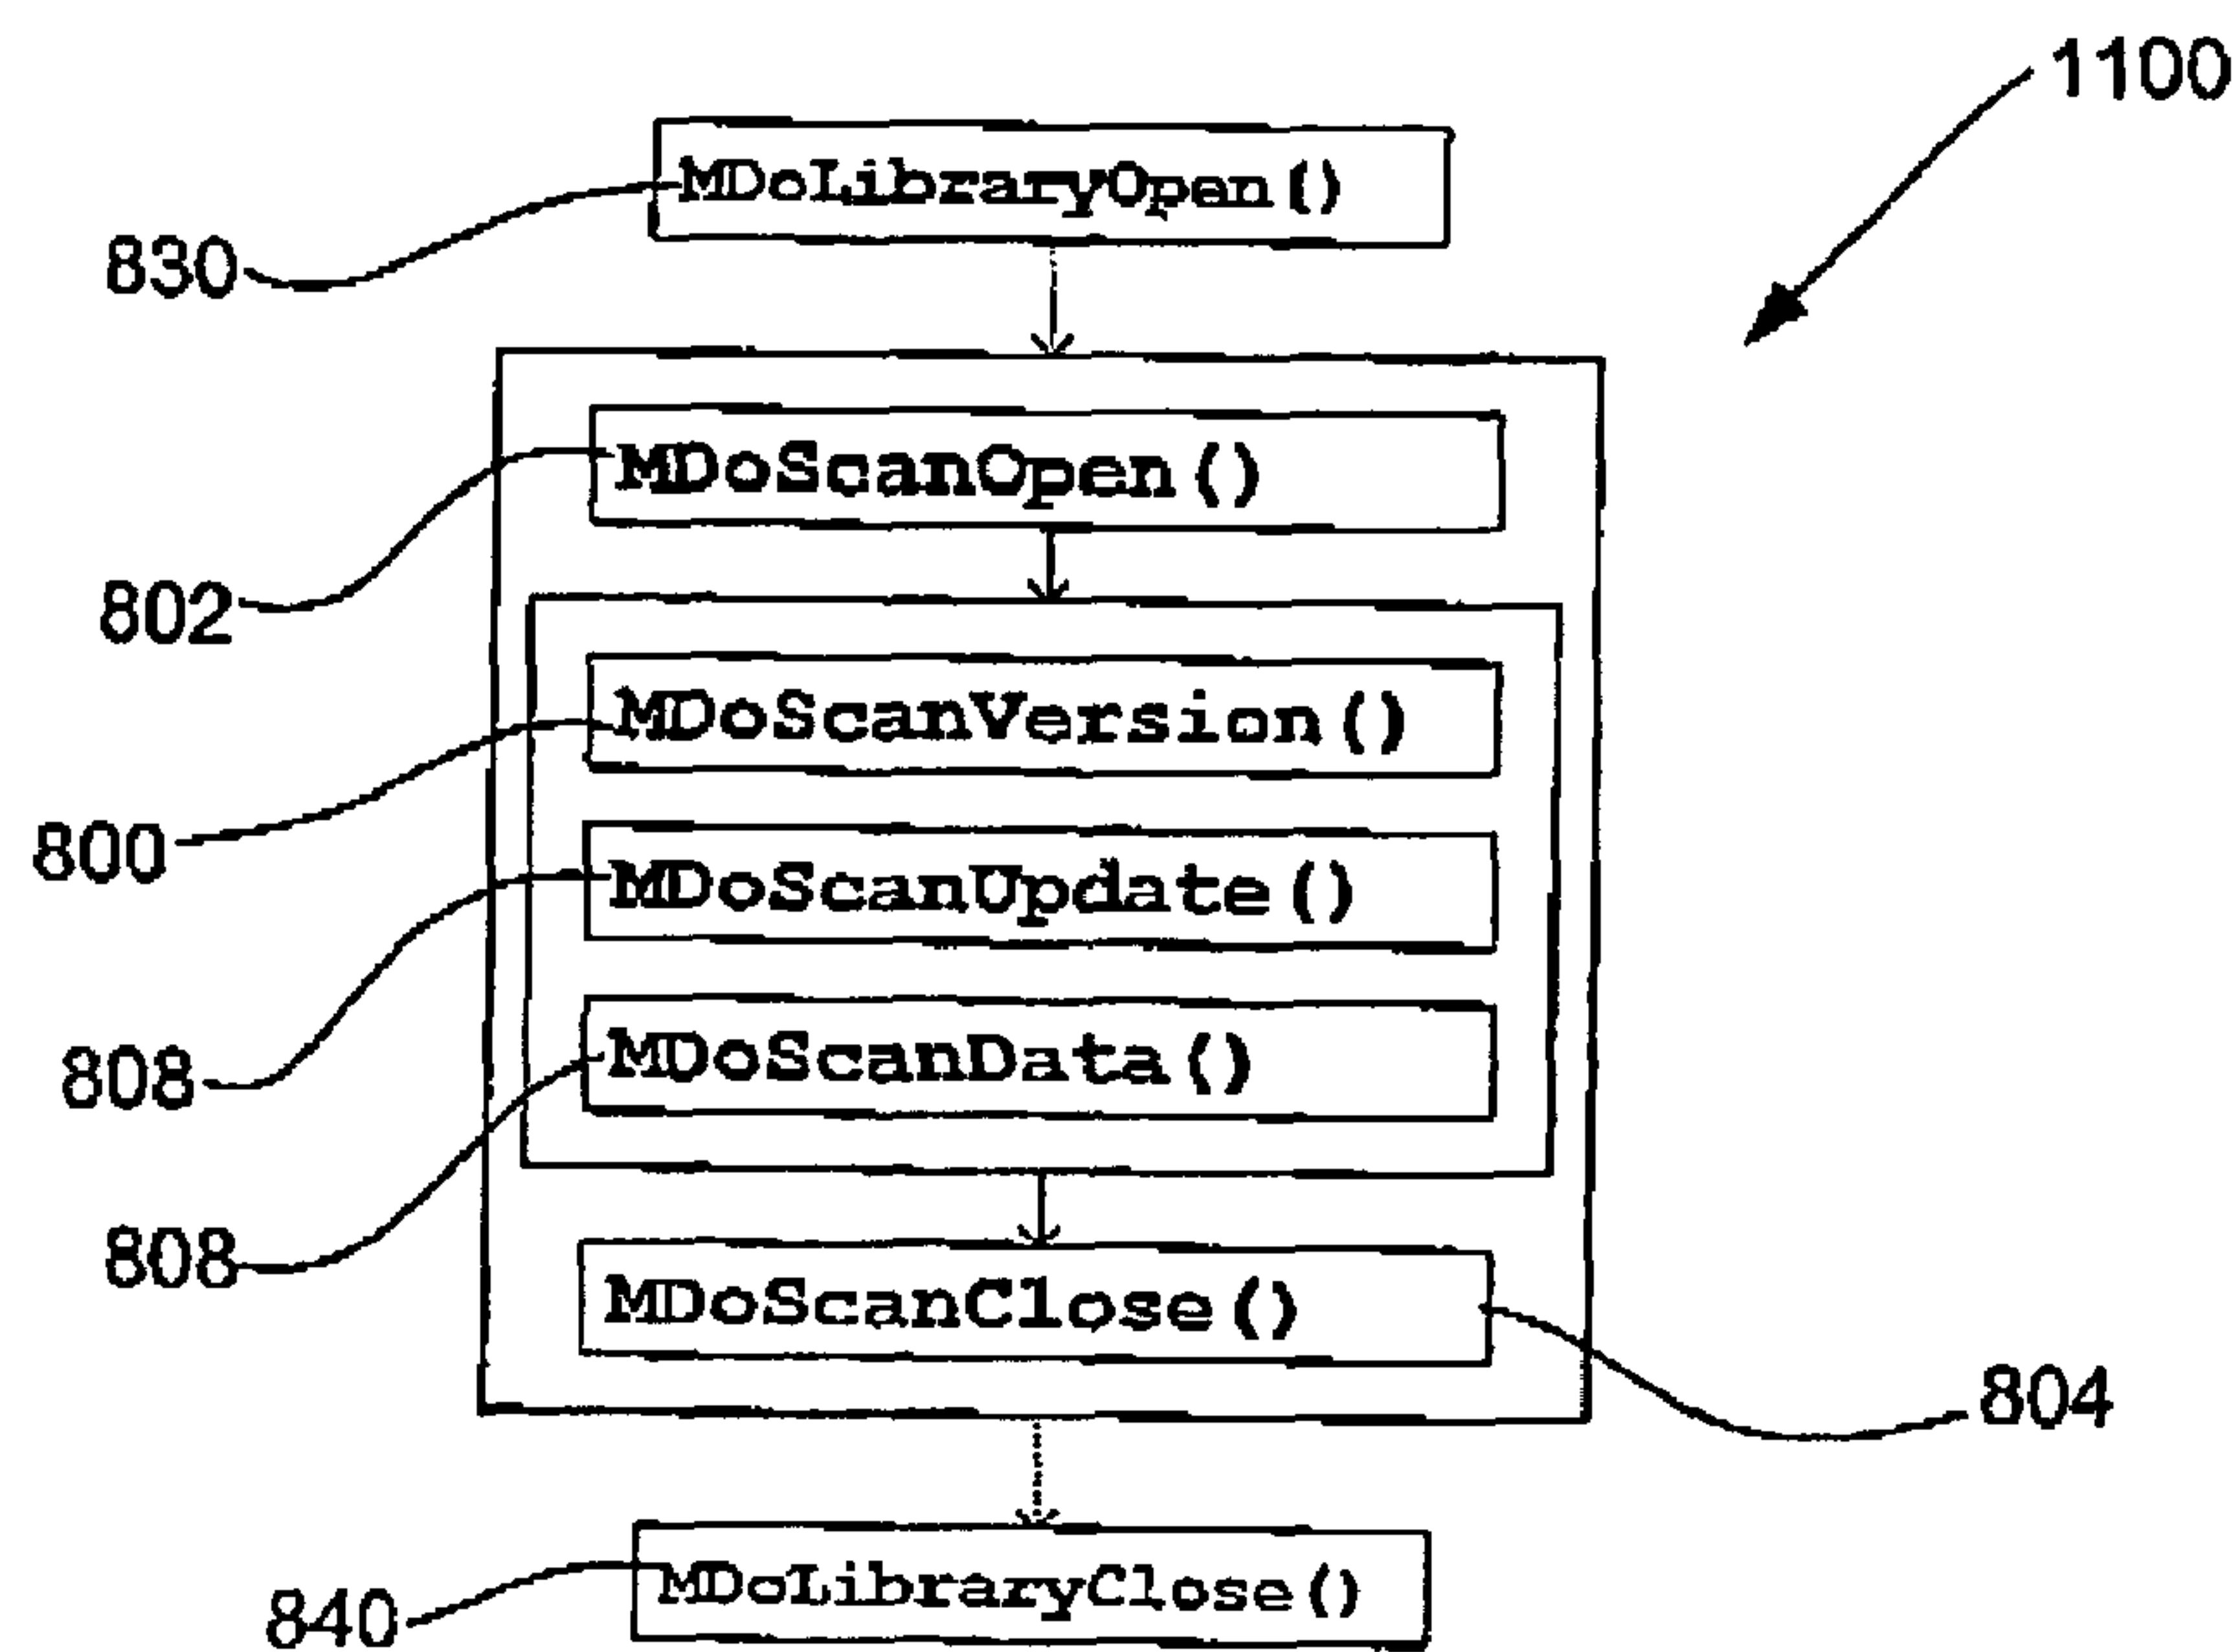 1100
MDoLibraryOpen()
830
MDoScanOpen()
802
MDoScanVersion()
800
MDoScanUpdate()
808
MDoScanData()
808
MDoScanClose()
804
MDoLibraryClose()
840